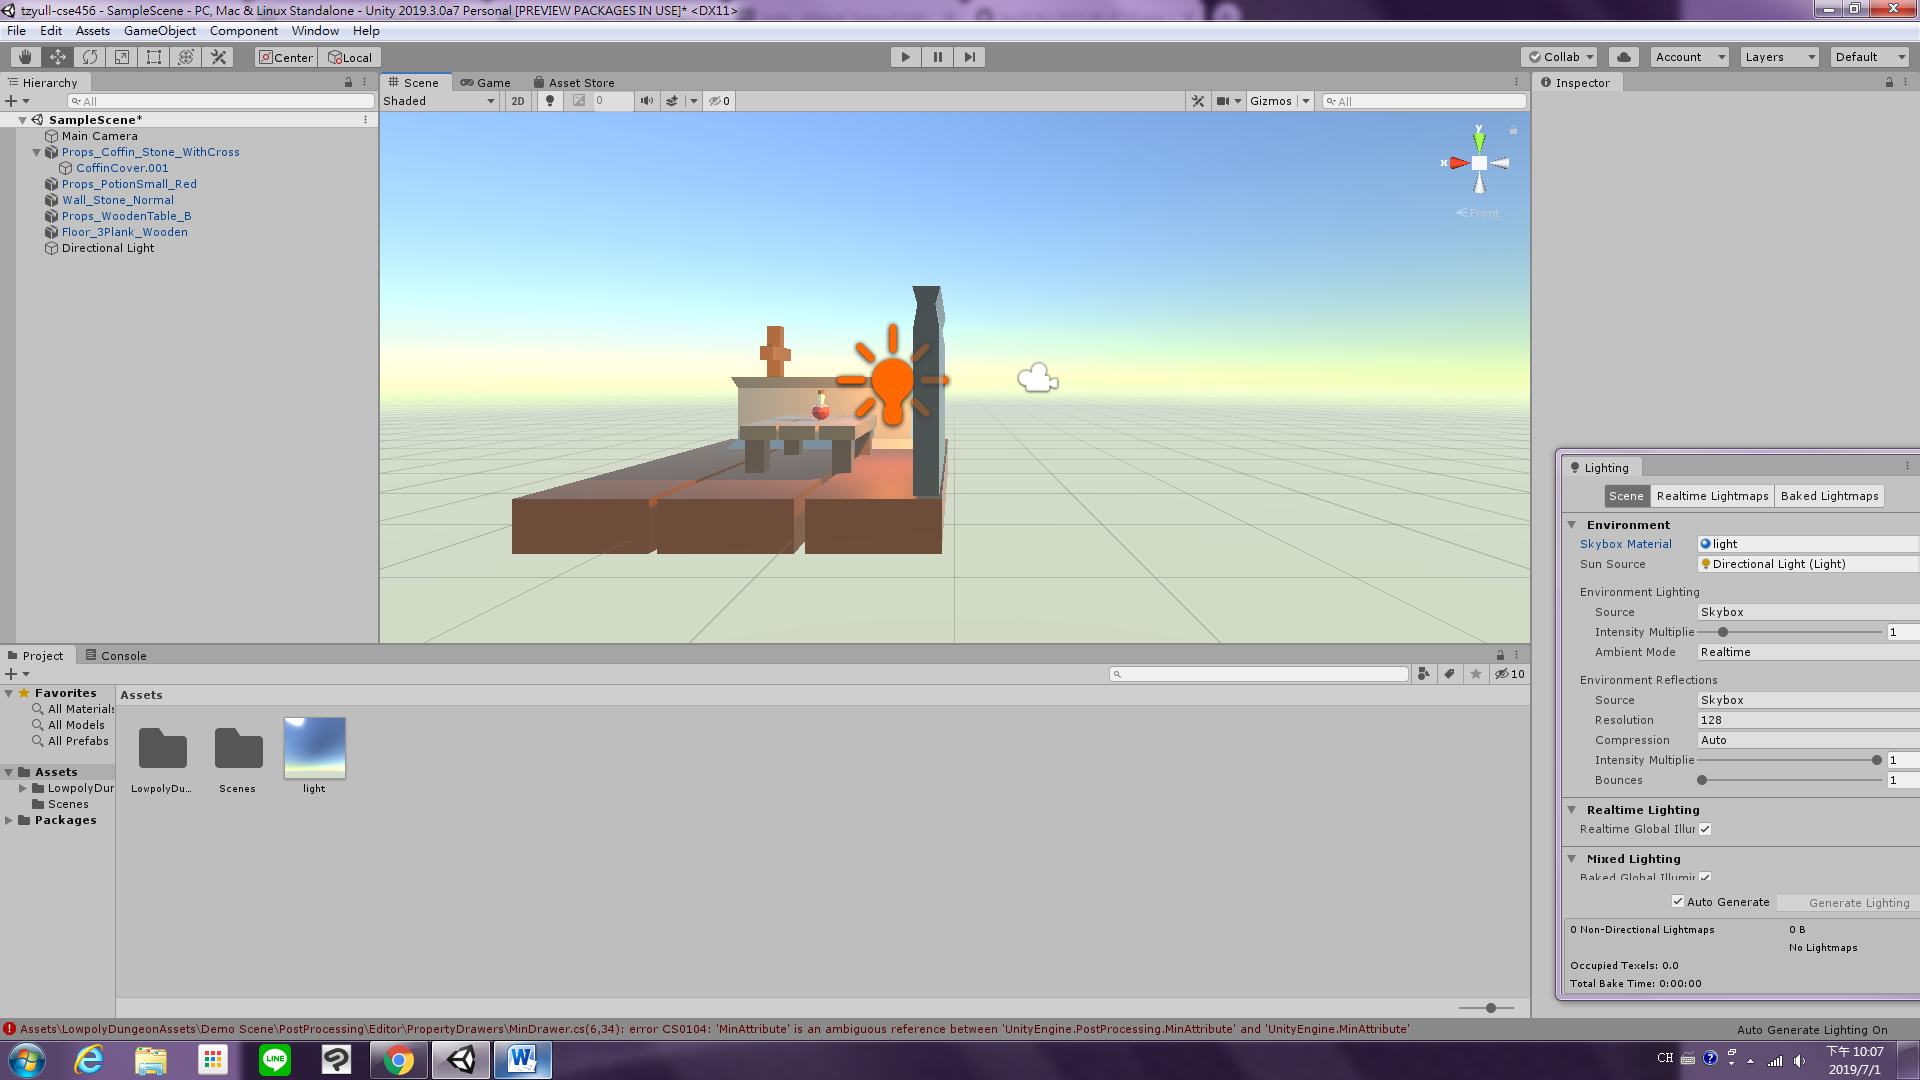 tzyull-cse456 - SampleScene - PC, Mac & Linux Standalone - Unity 2019.3.0a7 Personal [PREVIEW PACKAGES IN USE]* <DX11>
File Edit Assets GameObject Component Window Help
Center Local Collab Account Layers Default
Hierarchy Scene Game Asset Store Inspector
All Shaded 2D 0 0 Gizmos All
SampleScene*
Main Camera
Props_Coffin_Stone_WithCross
CoffinCover.001
Props_PotionSmall_Red
Wall_Stone_Normal
Props_WoodenTable_B
Floor_3Plank_Wooden
Directional Light
y
x
Front
Lighting
Scene Realtime Lightmaps Baked Lightmaps
Environment
Skybox Material light
Sun Source Directional Light (Light)
Environment Lighting
Source Skybox
Intensity Multiplie 1
Ambient Mode Realtime
Environment Reflections
Source Skybox
Resolution 128
Compression Auto
Intensity Multiplie 1
Bounces 1
Realtime Lighting
Realtime Global Illur
Mixed Lighting
Baked Global Illumir
Auto Generate Generate Lighting
0 Non-Directional Lightmaps 0 B
No Lightmaps
Occupied Texels: 0.0
Total Bake Time: 0:00:00
Project Console
10
Favorites
All Materials
All Models
All Prefabs
Assets
LowpolyDur
Scenes
Packages
Assets
LowpolyDu... Scenes light
Assets\LowpolyDungeonAssets\Demo Scene\PostProcessing\Editor\PropertyDrawers\MinDrawer.cs(6,34): error CS0104: 'MinAttribute' is an ambiguous reference between 'UnityEngine.PostProcessing.MinAttribute' and 'UnityEngine.MinAttribute'
Auto Generate Lighting On
LINE
CH
下午 10:07
2019/7/1